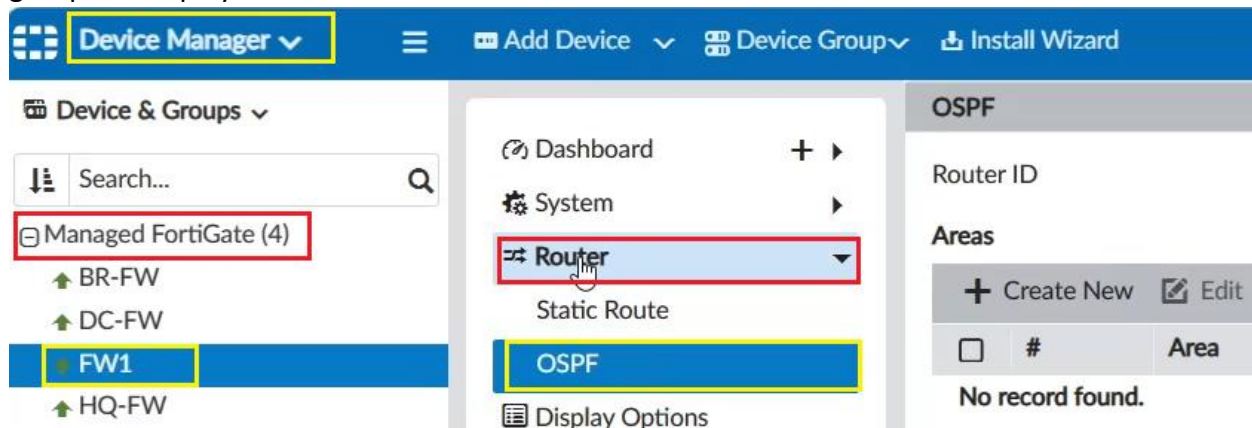 Device Manager
Add Device
Device Group
Install Wizard
Device & Groups
Search...
Managed FortiGate (4)
BR-FW
DC-FW
FW1
HQ-FW
Dashboard
System
Router
Static Route
OSPF
Display Options
OSPF
Router ID
Areas
Create New
Edit
#
Area
No record found.